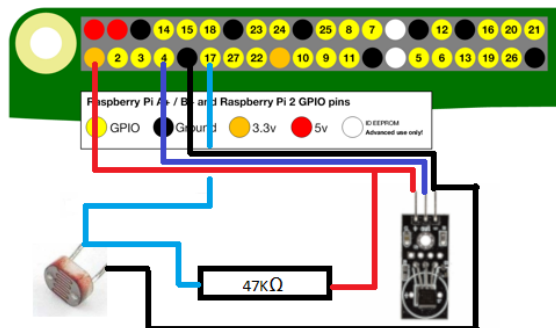 14 15 18 23 24 25 8 7 12 16 20 21
2 3 4 17 27 22 10 9 11 5 6 13 19 26
Raspberry Pi A+ / B+ and Raspberry Pi 2 GPIO pins
GPIO Ground 3.3v 5v ID EEPROM
Advanced use only!
out
47KΩ